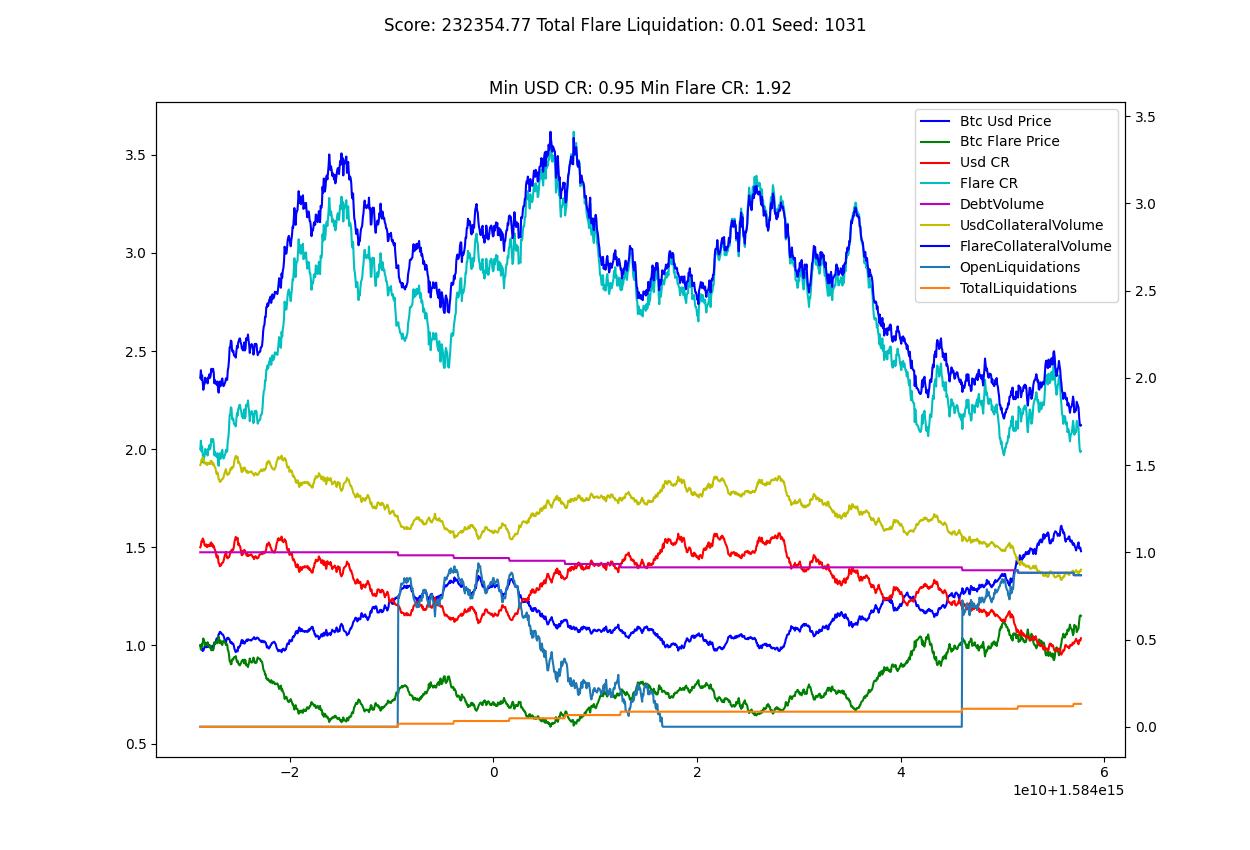 Score: 232354.77 Total Flare Liquidation: 0.01 Seed: 1031
Min USD CR: 0.95 Min Flare CR: 1.92
Btc Usd Price
Btc Flare Price
Usd CR
Flare CR
DebtVolume
UsdCollateralVolume
FlareCollateralVolume
OpenLiquidations
TotalLiquidations
3.5
3.0
2.5
2.0
1.5
1.0
0.5
3.5
3.0
2.5
2.0
1.5
1.0
0.5
0.0
−2 0 2 4 6
1e10+1.584e15